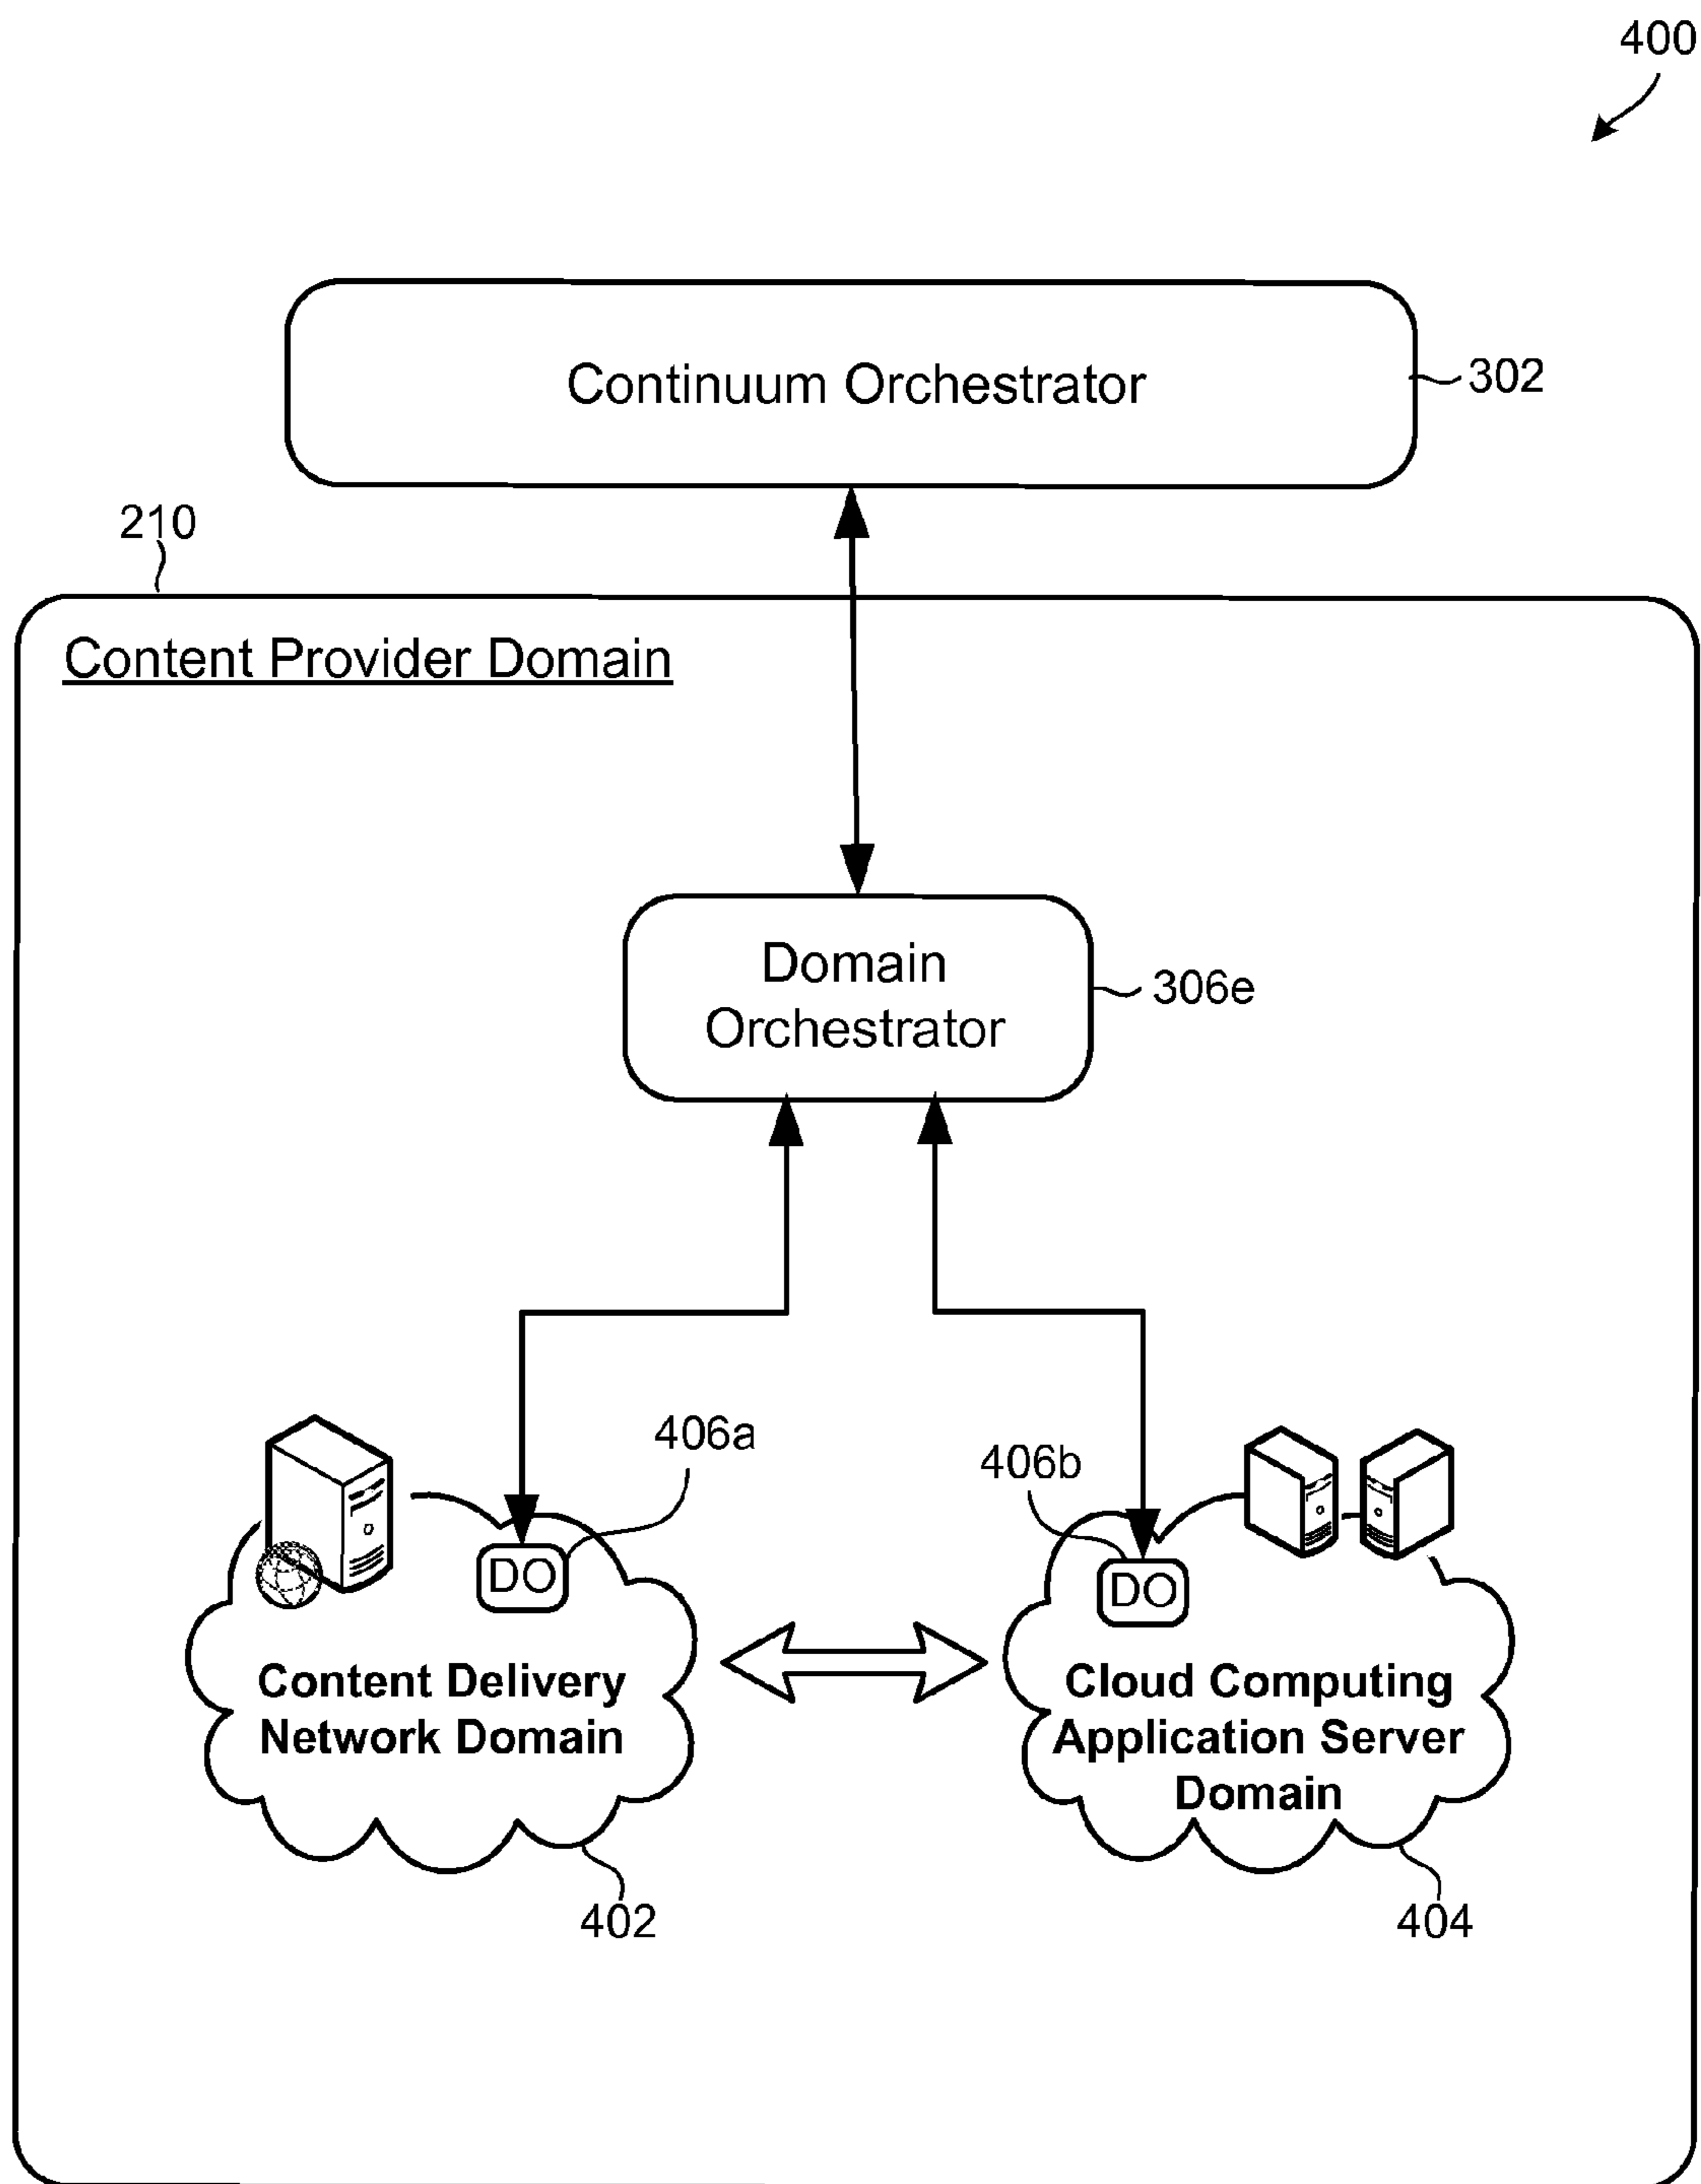 400
Continuum Orchestrator
302
210
Content Provider Domain
Domain
Orchestrator
306e
406a
406b
DO
DO
Content Delivery
Network Domain
Cloud Computing
Application Server
Domain
402
404